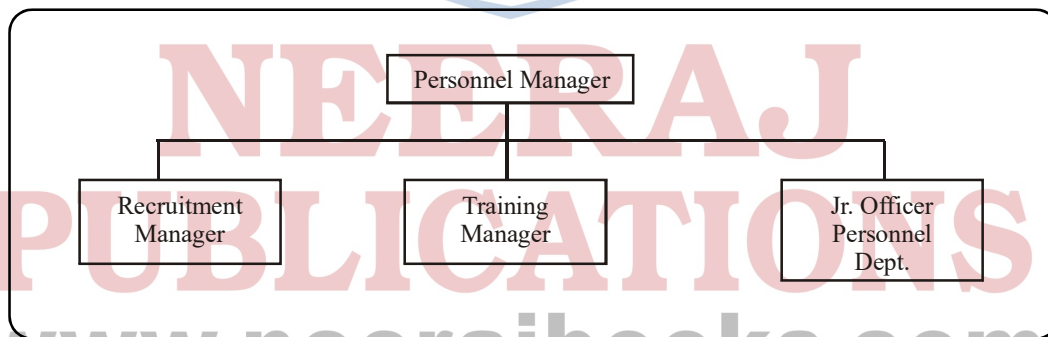 NEERAJ
PUBLICATIONS
www.neerajbooks.com
Personnel Manager
Recruitment
Manager
Training
Manager
Jr. Officer
Personnel
Dept.